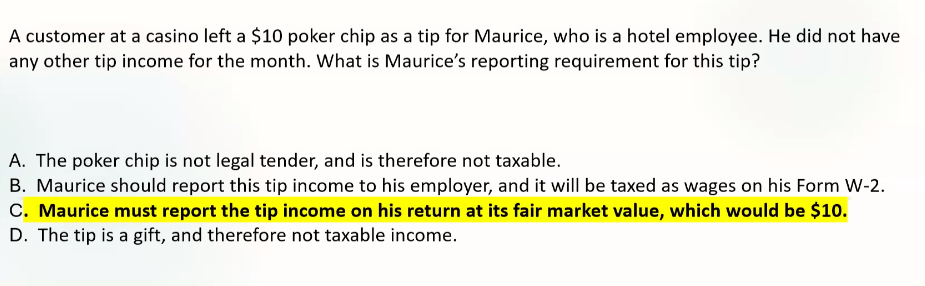 A customer at a casino left a $10 poker chip as a tip for Maurice, who is a hotel employee. He did not have
any other tip income for the month. What is Maurice’s reporting requirement for this tip?
A. The poker chip is not legal tender, and is therefore not taxable.
B. Maurice should report this tip income to his employer, and it will be taxed as wages on his Form W-2.
C. Maurice must report the tip income on his return at its fair market value, which would be $10.
D. The tip is a gift, and therefore not taxable income.